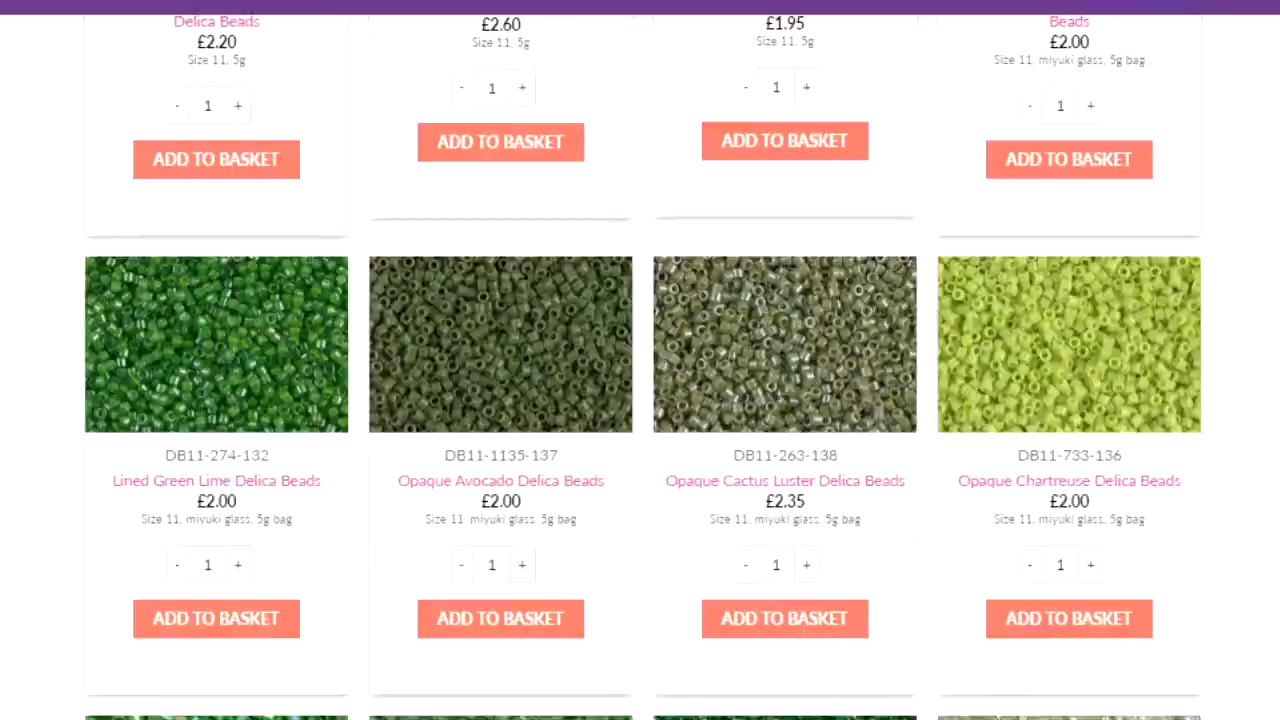 Delica Beads
£2.20
Size 11, 5g
- 1 +
ADD TO BASKET
£2.60
Size 11, 5g
- 1 +
ADD TO BASKET
£1.95
Size 11, 5g
- 1 +
ADD TO BASKET
Beads
£2.00
Size 11, miyuki glass, 5g bag
- 1 +
ADD TO BASKET
DB11-274-132
Lined Green Lime Delica Beads
£2.00
Size 11, miyuki glass, 5g bag
- 1 +
ADD TO BASKET
DB11-1135-137
Opaque Avocado Delica Beads
£2.00
Size 11, miyuki glass, 5g bag
- 1 +
ADD TO BASKET
DB11-263-138
Opaque Cactus Luster Delica Beads
£2.35
Size 11, miyuki glass, 5g bag
- 1 +
ADD TO BASKET
DB11-733-136
Opaque Chartreuse Delica Beads
£2.00
Size 11, miyuki glass, 5g bag
- 1 +
ADD TO BASKET